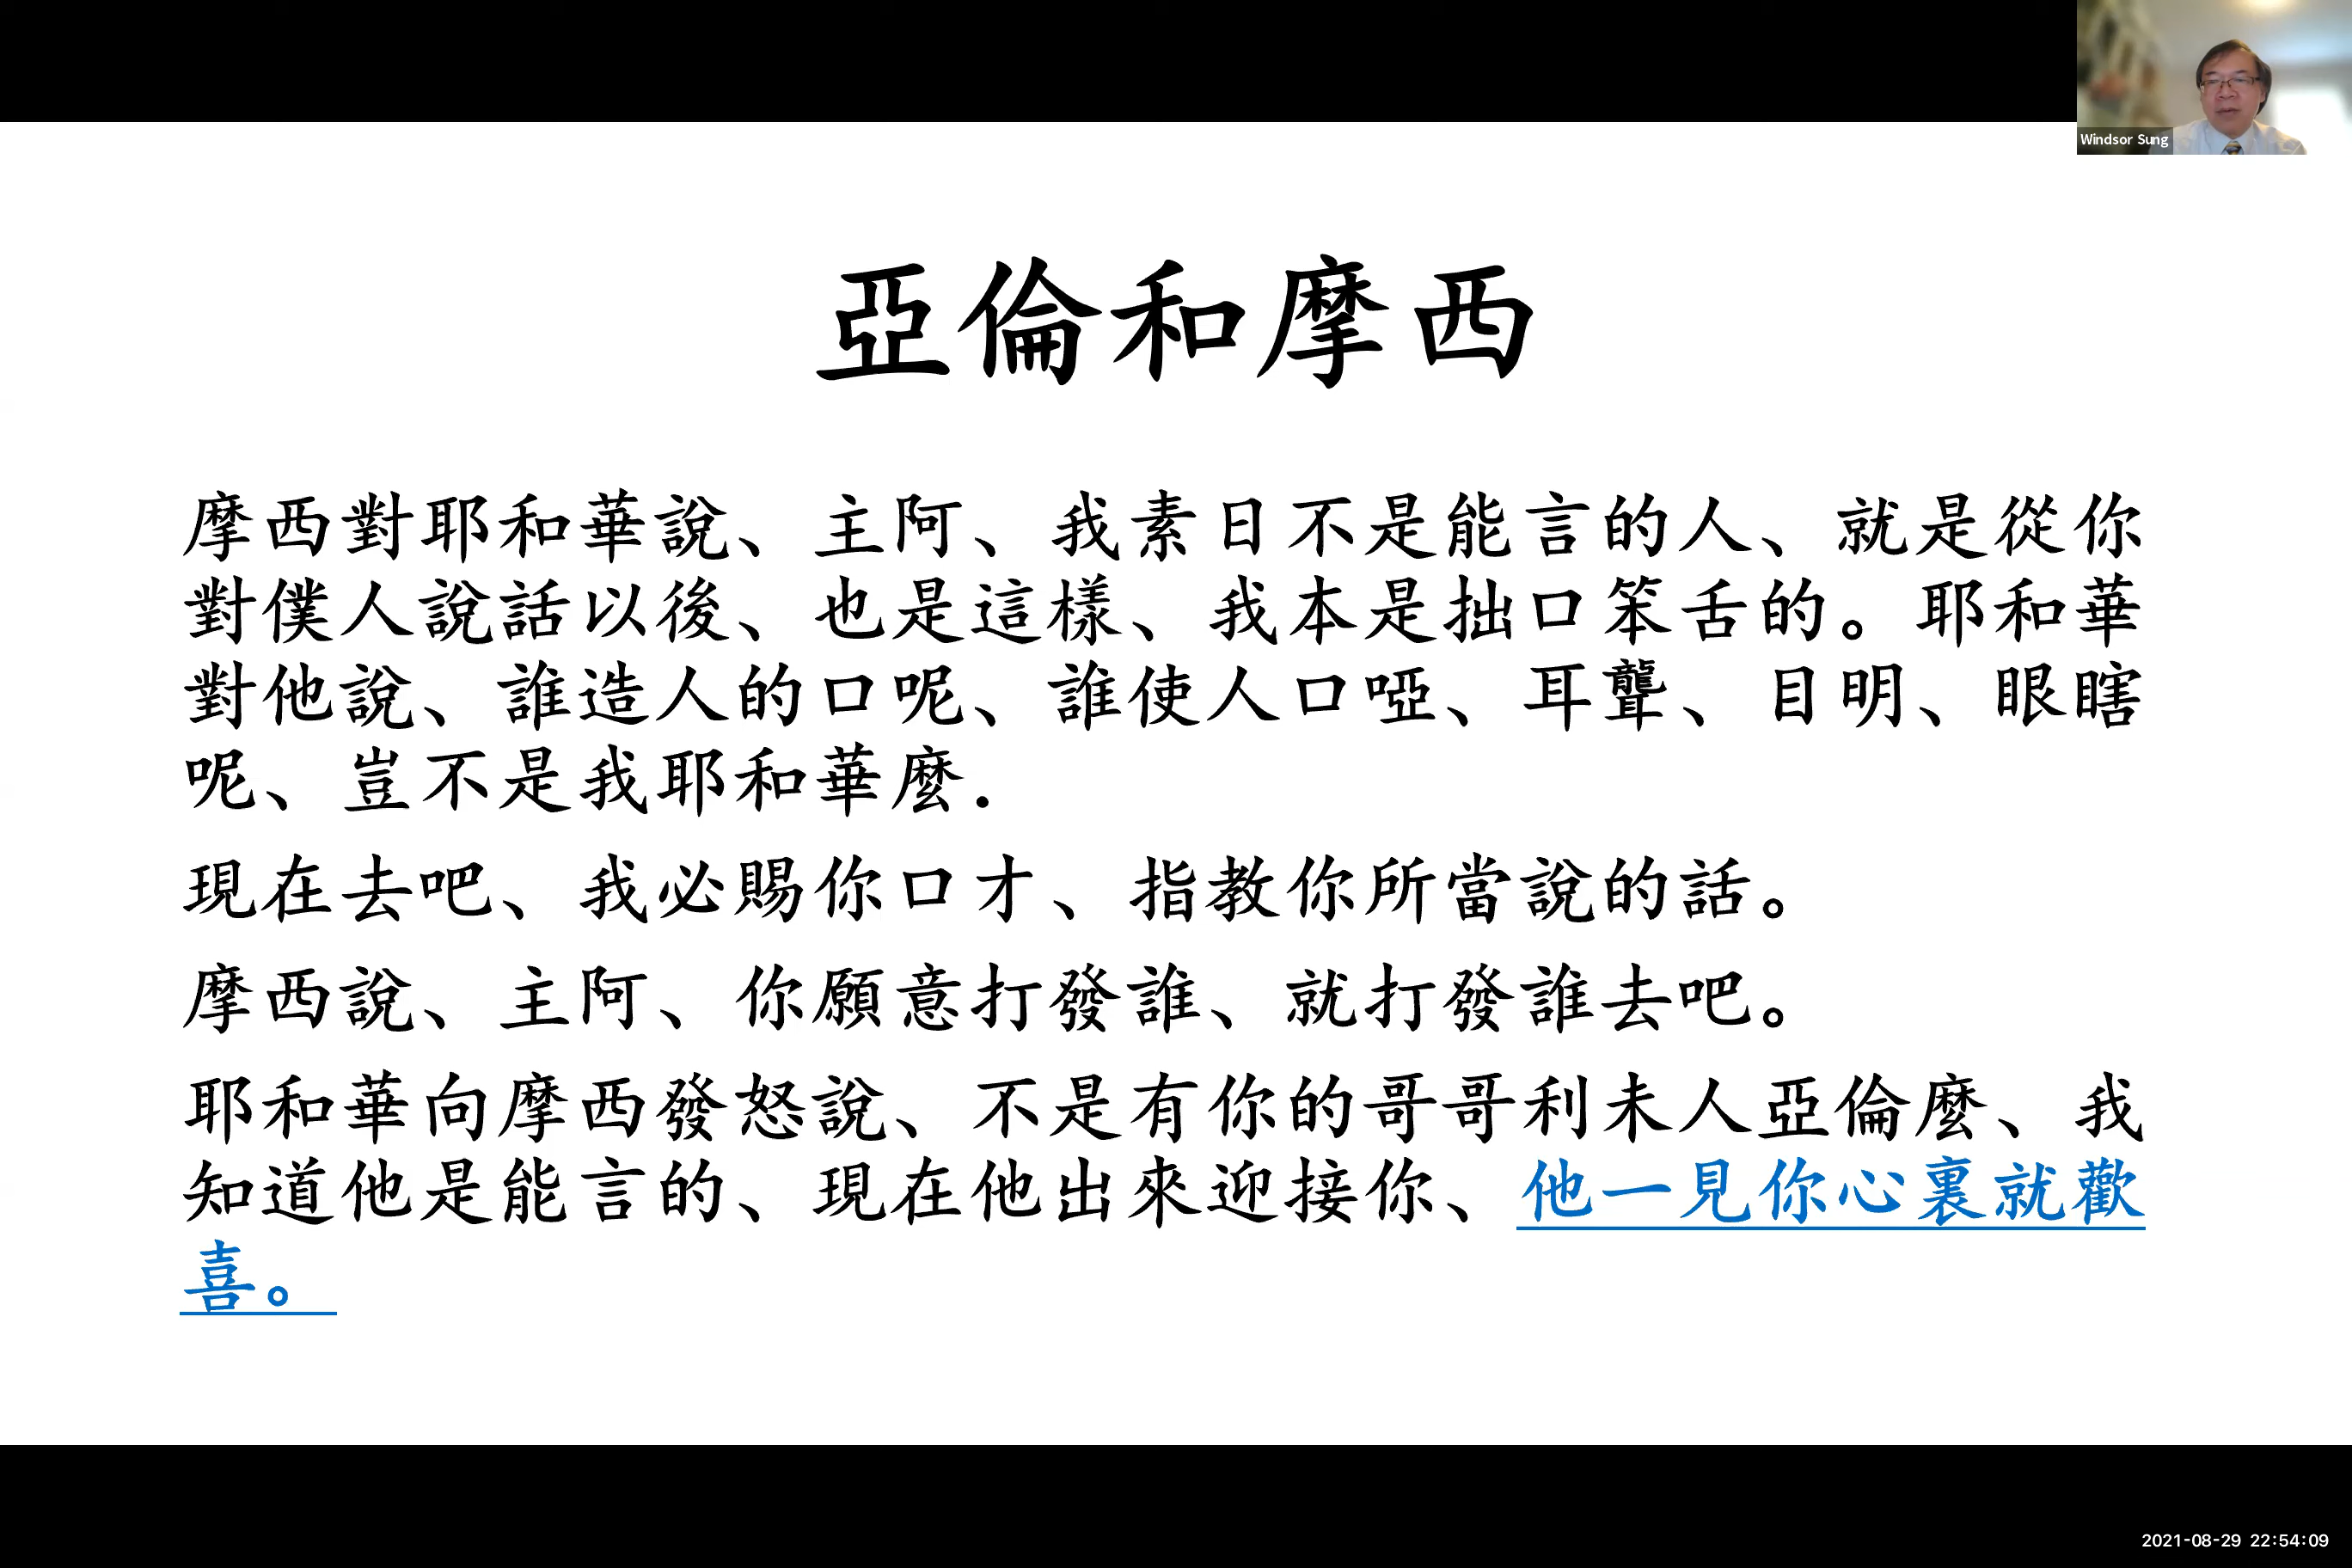 Windsor Sung
亞倫和摩西
摩西對耶和華說、主阿、我素日不是能言的人、就是從你
對僕人說話以後、也是這樣、我本是拙口笨舌的。耶和華
對他說、誰造人的口呢、誰使人口啞、耳聾、目明、眼瞎
呢、豈不是我耶和華麼.
現在去吧、我必賜你口才、指教你所當說的話。
摩西說、主阿、你願意打發誰、就打發誰去吧。
耶和華向摩西發怒說、不是有你的哥哥利未人亞倫麼、我
知道他是能言的、現在他出來迎接你、他一見你心裏就歡
喜。
2021-08-29 22:54:09